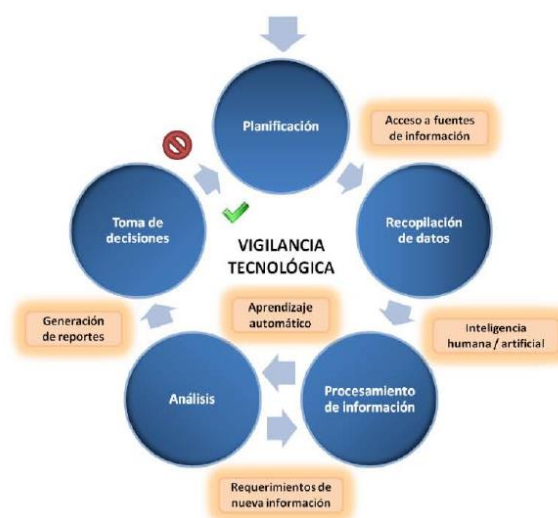 Planificación
Acceso a fuentes
de información
Toma de
decisiones
Recopilación
de datos
VIGILANCIA
TECNOLÓGICA
Generación
de reportes
Aprendizaje
automático
Inteligencia
humana / artificial
Análisis
Procesamiento
de información
Requerimientos de
nueva información